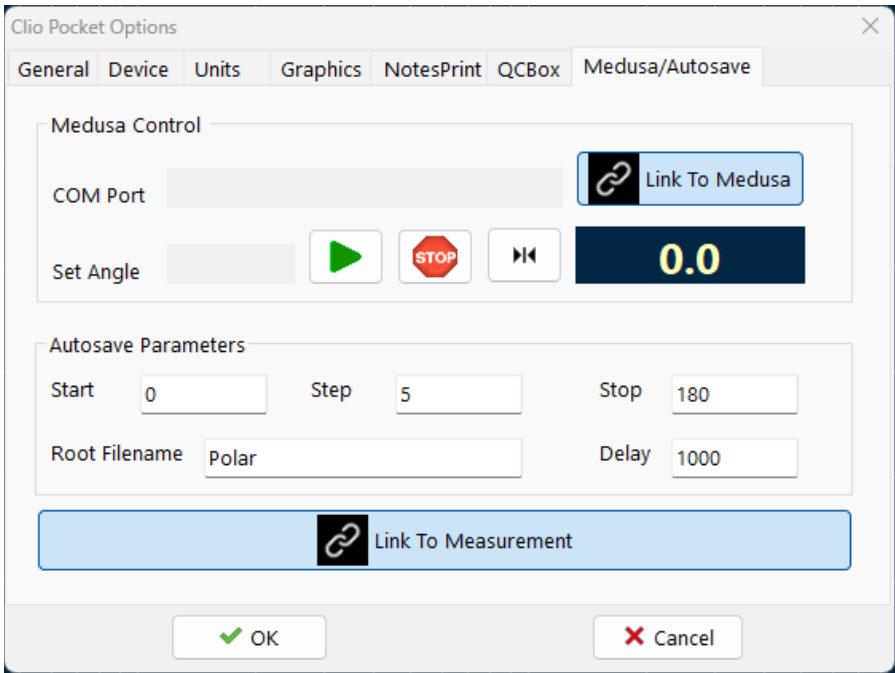 Clio Pocket Options
General Device Units Graphics NotesPrint QCBox Medusa/Autosave
Medusa Control
COM Port Link To Medusa
Set Angle STOP 0.0
Autosave Parameters
Start 0 Step 5 Stop 180
Root Filename Polar Delay 1000
Link To Measurement
OK Cancel